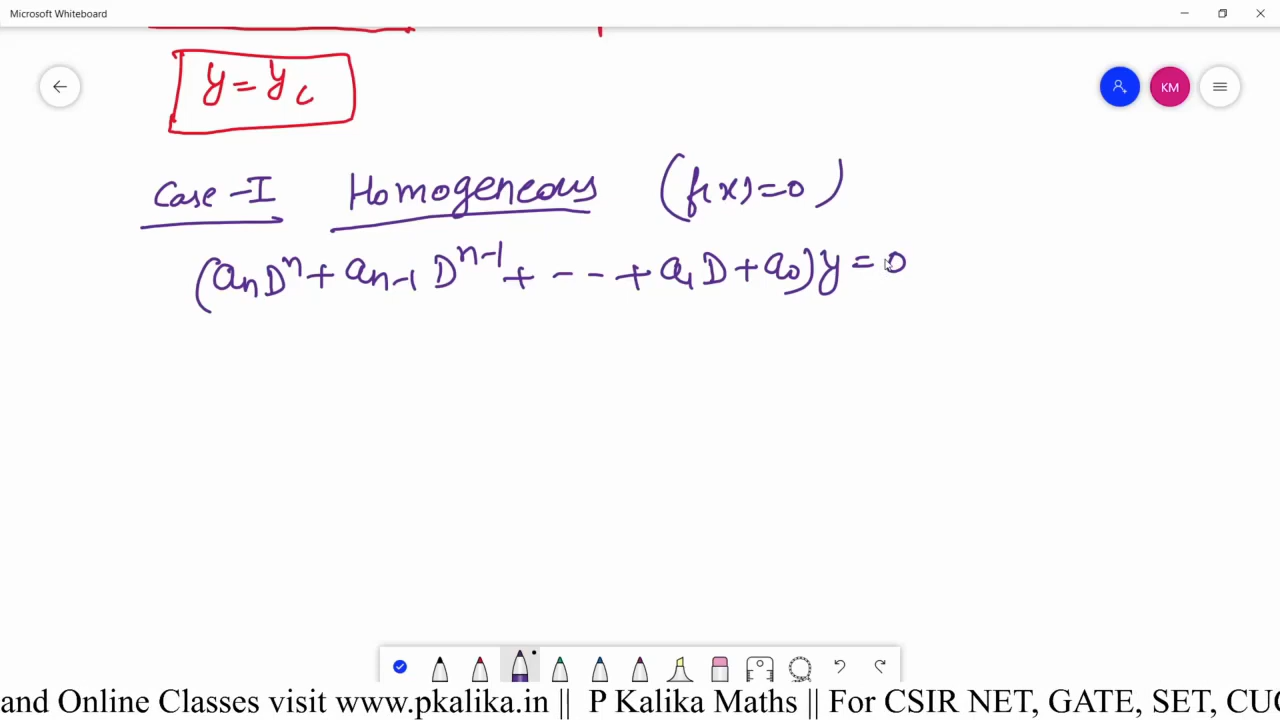 Microsoft Whiteboard
y = y_c
KM
Case -I Homogeneous (f(x)=0)
(a_n D^n + a_{n-1} D^{n-1} + --- + a_1 D + a_0) y = 0
and Online Classes visit www.pkalika.in || P Kalika Maths || For CSIR NET, GATE, SET, CUC